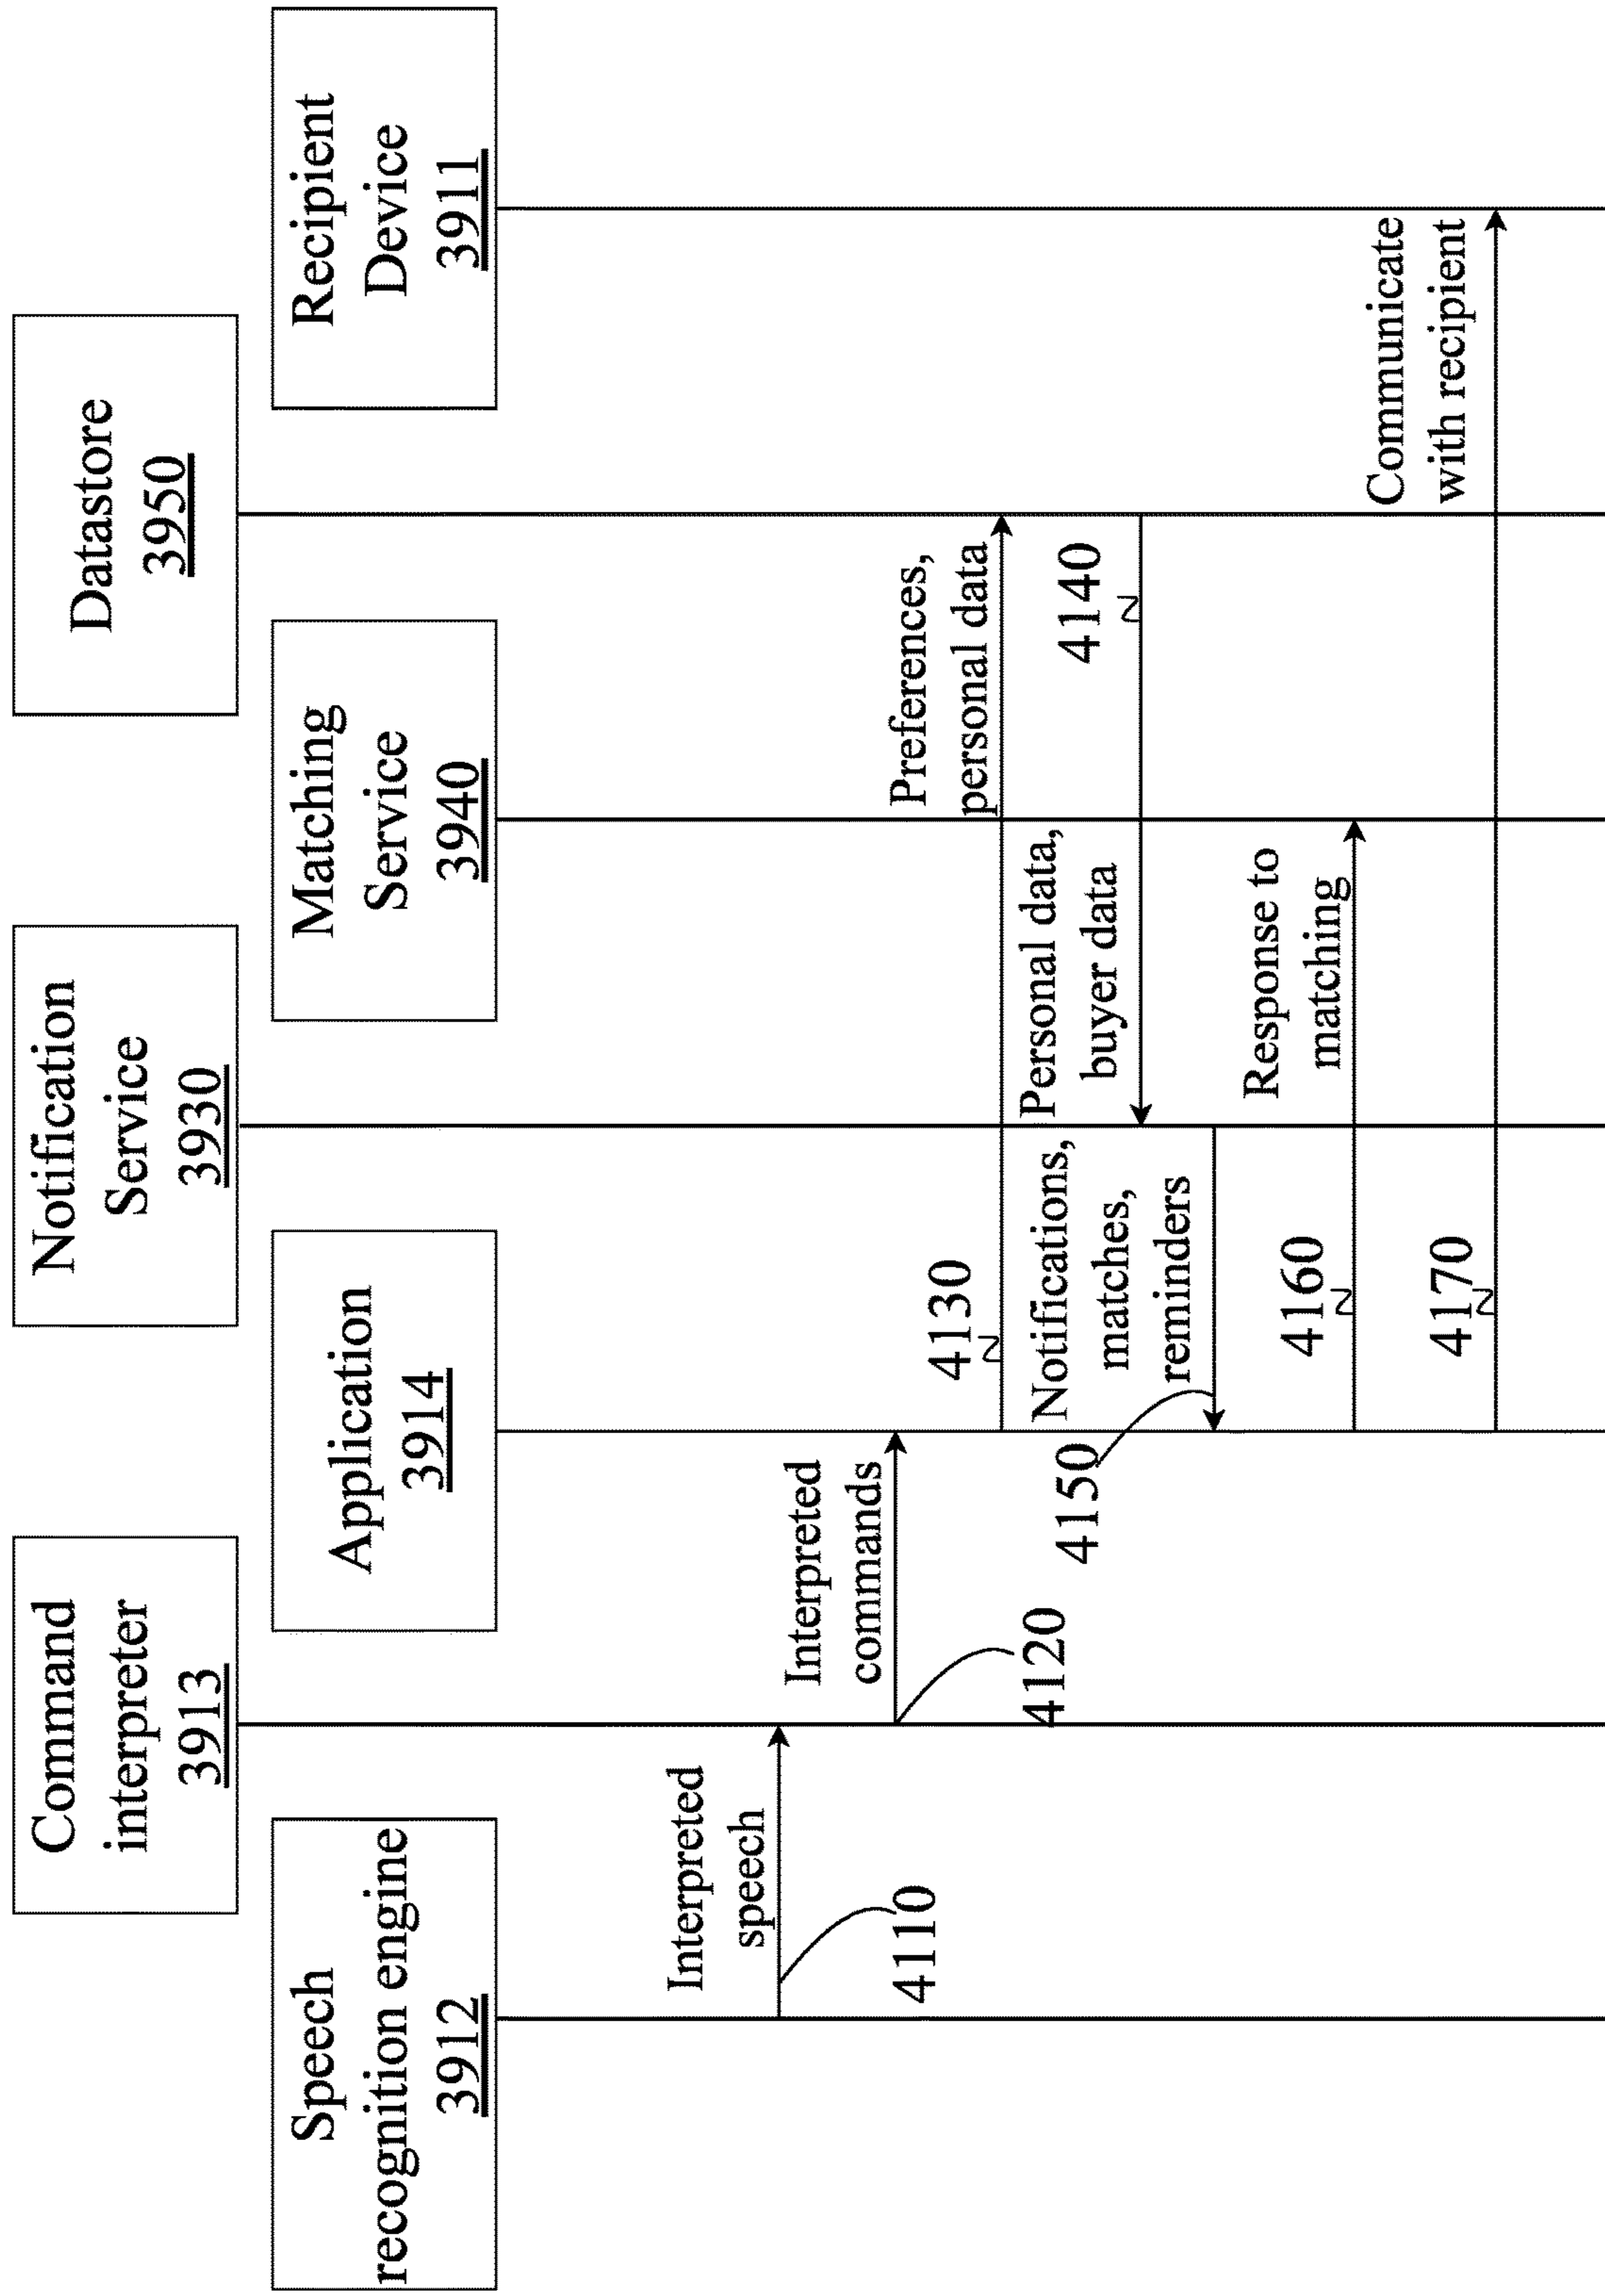 Command
interpreter
3913
Notification
Service
3930
Datastore
3950
Speech
recognition engine
3912
Application
3914
Matching
Service
3940
Recipient
Device
3911
Interpreted
speech
4110
Interpreted
commands
4120
Preferences,
personal data
4130
Personal data,
buyer data
4140
Notifications,
matches,
reminders
4150
Response to
matching
4160
Communicate
with recipient
4170